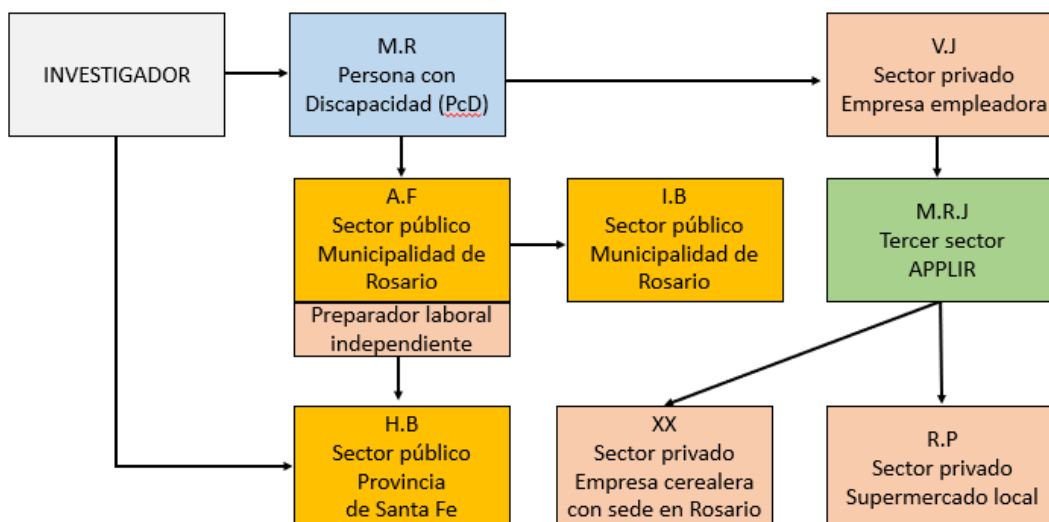 INVESTIGADOR
M.R
Persona con
Discapacidad (PcD)
V.J
Sector privado
Empresa empleadora
A.F
Sector público
Municipalidad de
Rosario
Preparador laboral
independiente
I.B
Sector público
Municipalidad de
Rosario
M.R.J
Tercer sector
APPLIR
H.B
Sector público
Provincia
de Santa Fe
XX
Sector privado
Empresa cerealera
con sede en Rosario
R.P
Sector privado
Supermercado local